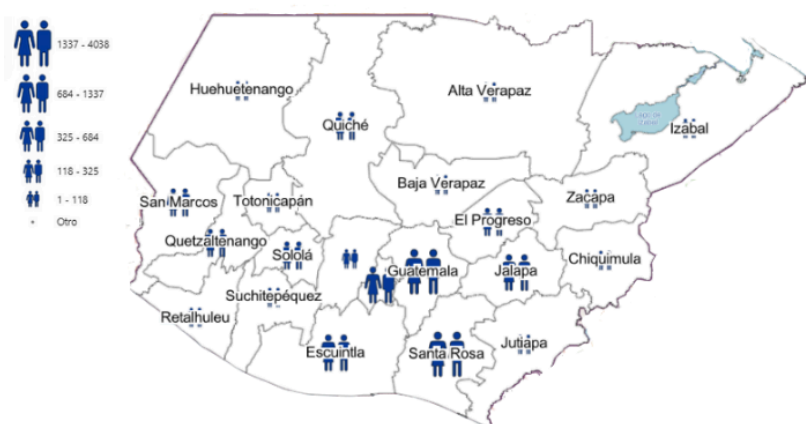 1337 - 4038
684 - 1337
325 - 684
118 - 325
1 - 118
Otro
Huehuetenango
Alta Verapaz
Quiché
Izabal
San Marcos
Totonicapán
Baja Verapaz
Zacapa
El Progreso
Quetzaltenango
Sololá
Guatemala
Jalapa
Chiquimula
Suchitepéquez
Retalhuleu
Escuintla
Santa Rosa
Jutiapa